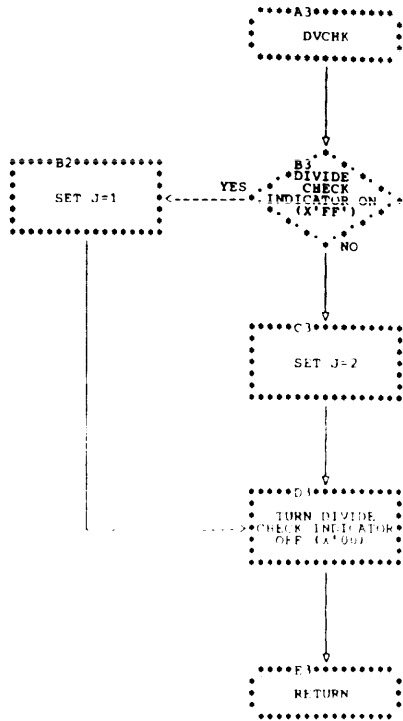 A3
DVCHK
B2
SET J=1
YES
B3
DIVIDE
CHECK
INDICATOR ON
(X'FF')
NO
C3
SET J=2
D3
TURN DIVIDE
CHECK INDICATOR
OFF (X'00)
E3
RETURN